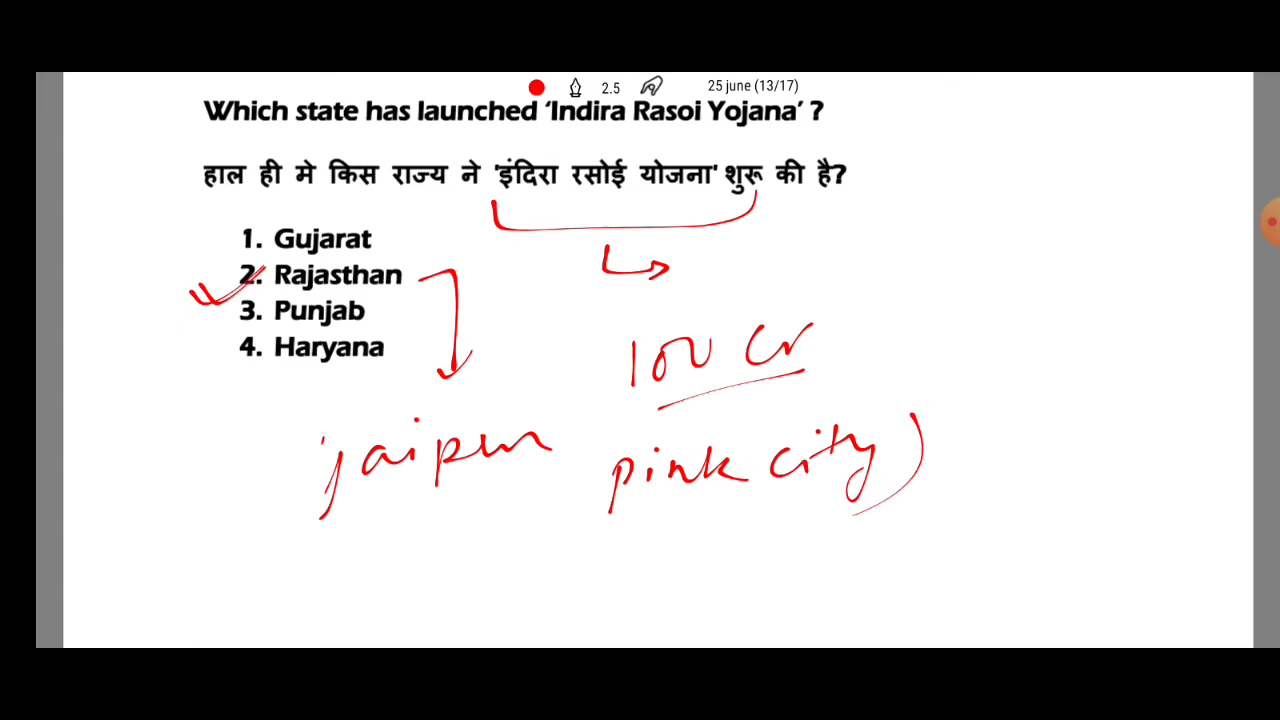 2.5 25 june (13/17)
Which state has launched ‘Indira Rasoi Yojana’ ?
हाल ही मे किस राज्य ने 'इंदिरा रसोई योजना' शुरू की है?
1. Gujarat
2. Rajasthan
3. Punjab
4. Haryana
100 Cr
jaipur pink city)